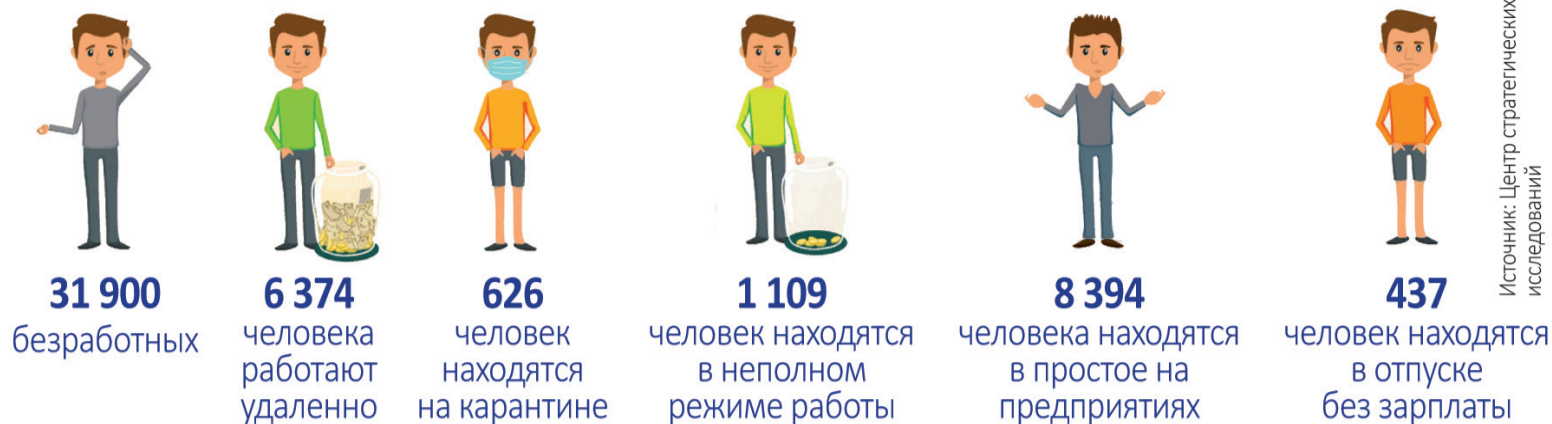 31 900
безработных
6 374
человека
работают
удаленно
626
человек
находятся
на карантине
1 109
человек находятся
в неполном
режиме работы
8 394
человека находятся
в простое на
предприятиях
437
человек находятся
в отпуске
без зарплаты
Источник: Центр стратегических
исследований